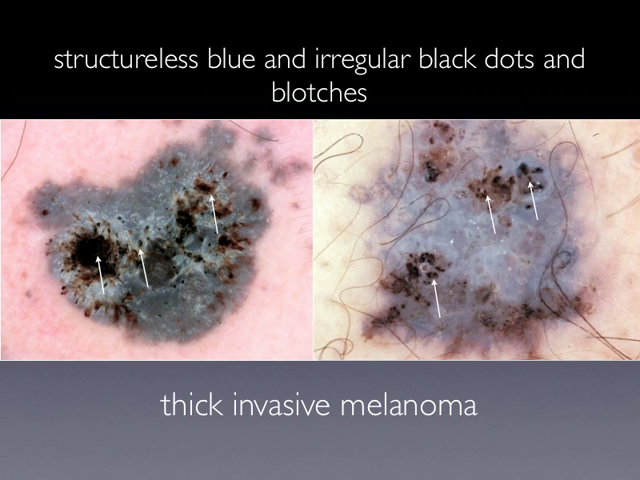 structureless blue and irregular black dots and
blotches
thick invasive melanoma